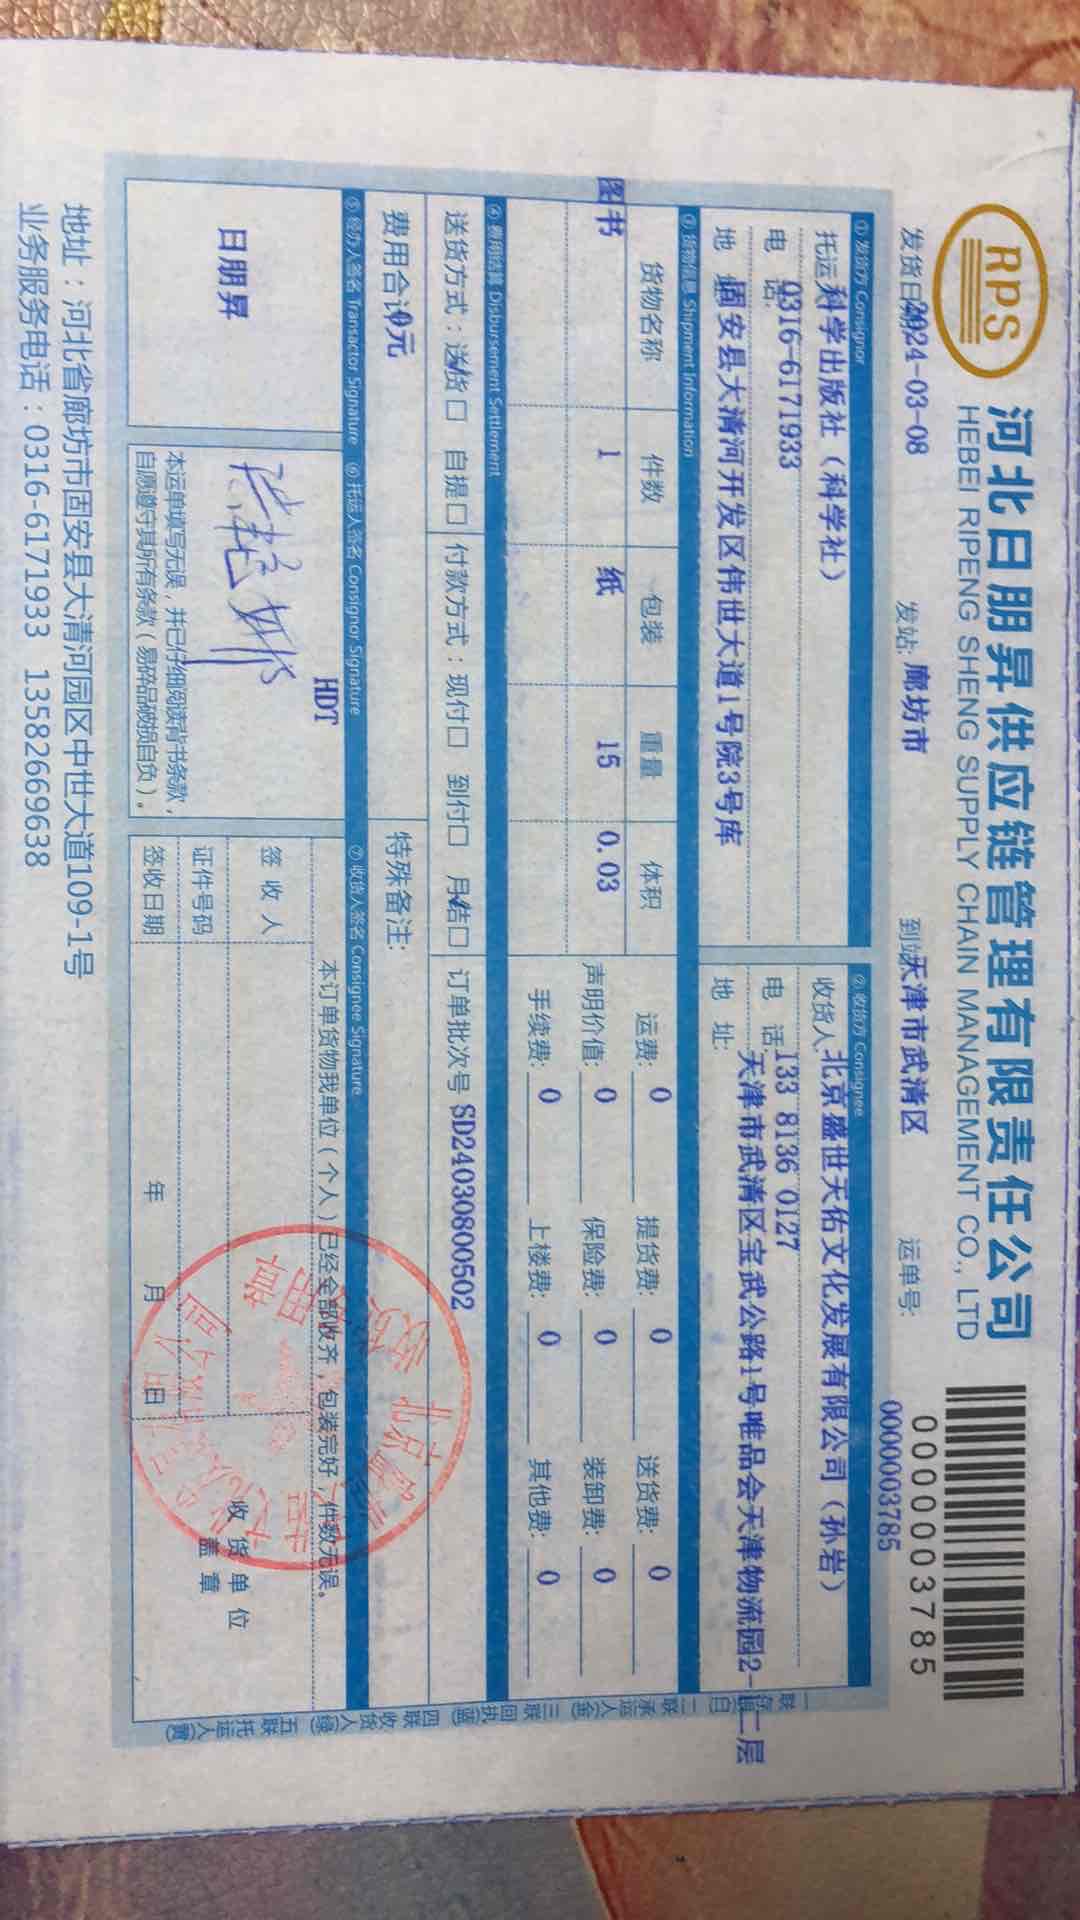 RPS
河北日朋昇供应链管理有限责任公司
HEBEI RIPENG SHENG SUPPLY CHAIN MANAGEMENT CO., LTD
0000003785
发货日期:2024-03-08 发站: 廊坊市 到站:天津市武清区 运单号: 0000003785
① 发货方 Consignor ② 收货方 Consignee
托运 科学出版社（科学社） 收货人: 北京盛世天佑文化发展有限公司（孙岩）
电 话: 0316-6171933 电 话 133 8136 0127
地 固安县大清河开发区伟世大道1号院3号库 地 址: 天津市武清区宝武公路1号唯品会天津物流园2- 二层
③ 货物信息 Shipment Information
货物名称 件数 包装 重量 体积 运费: 0 提货费: 0 送货费: 0
图书 1 纸 15 0.03 声明价值: 0 保险费: 0 装卸费: 0
手续费: 0 上楼费: 0 其他费: 0
④ 费用结算 Disbursement Settlement
送货方式：送货☐ 自提☐ 付款方式：现付☐ 到付☐ 月结☐ 订单批次号 SD240308000502
费用合计0元 特殊备注:
⑤ 经办人签名 Transactor Signature ⑥ 托运人签名 Consignor Signature ⑦ 收货人签名 Consignee Signature
日朋昇
HDT
本运单填写无误，并已仔细阅读背书条款，
自愿遵守其所有条款（易碎品破损自负）。
本订单货物我单位（个人）已经全部收齐，包装完好，件数无误。
签 收 人
证件号码
签收日期 年 月 日
收 货 单 位
盖 章
二联 承运人(金) 三联 回执(蓝) 四联 收货人(绿) 五联 托运人(黄)
地址：河北省廊坊市固安县大清河园区中世大道109-1号
业务服务电话：0316-6171933 13582669638